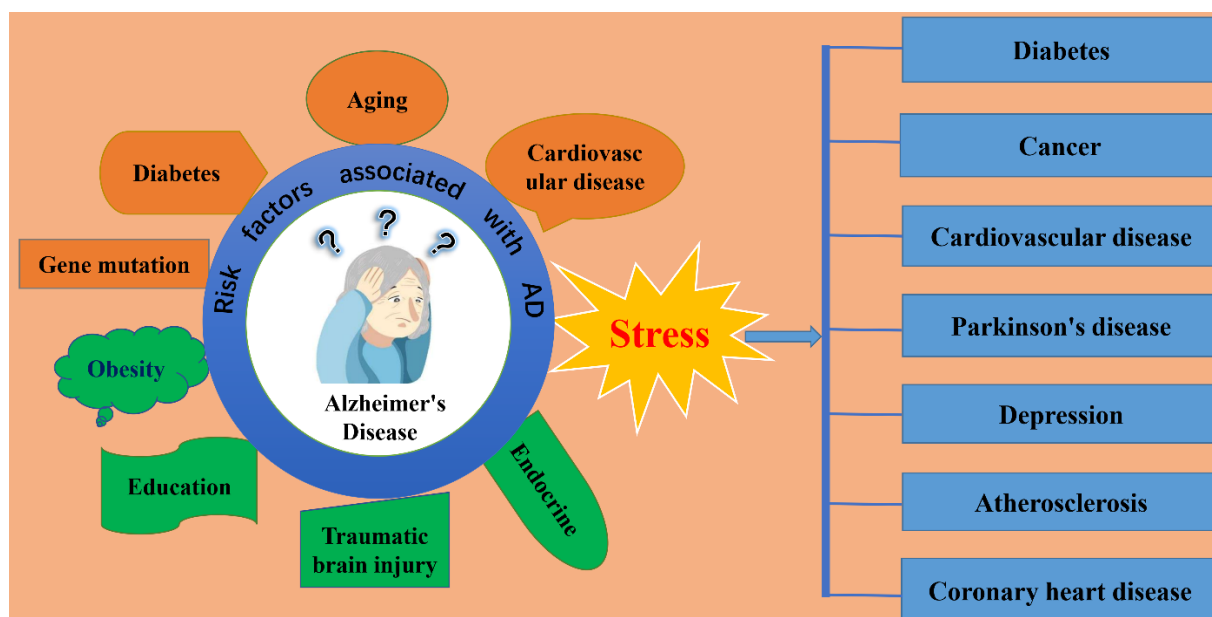 Aging
Cardiovasc
ular disease
Diabetes
Gene mutation
Obesity
Education
Traumatic
brain injury
Endocrine
Stress
Risk factors associated with AD
? ? ?
Alzheimer's
Disease
Diabetes
Cancer
Cardiovascular disease
Parkinson's disease
Depression
Atherosclerosis
Coronary heart disease